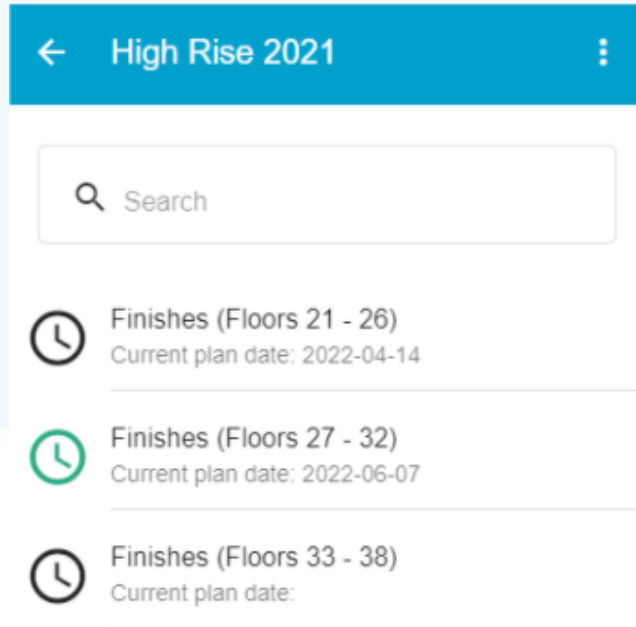 High Rise 2021
Search
Finishes (Floors 21 - 26)
Current plan date: 2022-04-14
Finishes (Floors 27 - 32)
Current plan date: 2022-06-07
Finishes (Floors 33 - 38)
Current plan date: